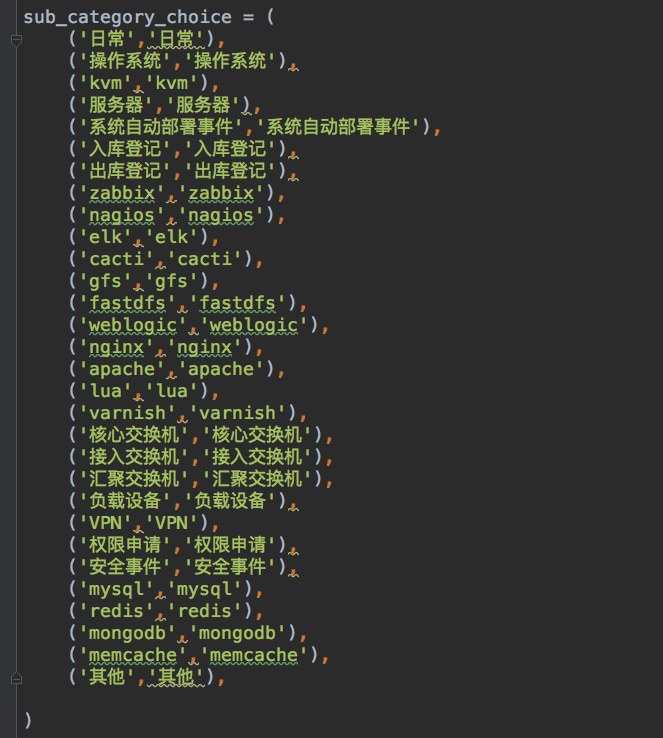 sub_category_choice = (
('日常','日常'),
('操作系统','操作系统'),
('kvm','kvm'),
('服务器','服务器'),
('系统自动部署事件','系统自动部署事件'),
('入库登记','入库登记'),
('出库登记','出库登记'),
('zabbix','zabbix'),
('nagios','nagios'),
('elk','elk'),
('cacti','cacti'),
('gfs','gfs'),
('fastdfs','fastdfs'),
('weblogic','weblogic'),
('nginx','nginx'),
('apache','apache'),
('lua','lua'),
('varnish','varnish'),
('核心交换机','核心交换机'),
('接入交换机','接入交换机'),
('汇聚交换机','汇聚交换机'),
('负载设备','负载设备'),
('VPN','VPN'),
('权限申请','权限申请'),
('安全事件','安全事件'),
('mysql','mysql'),
('redis','redis'),
('mongodb','mongodb'),
('memcache','memcache'),
('其他','其他'),
)